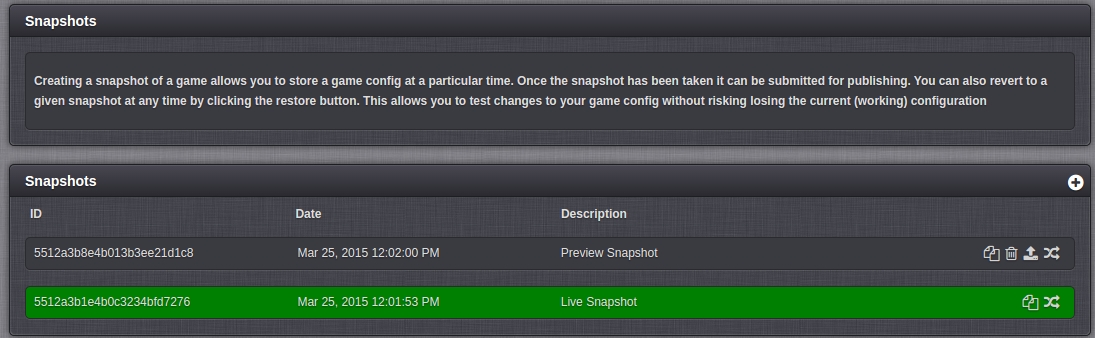 Snapshots
Creating a snapshot of a game allows you to store a game config at a particular time. Once the snapshot has been taken it can be submitted for publishing. You can also revert to a
given snapshot at any time by clicking the restore button. This allows you to test changes to your game config without risking losing the current (working) configuration
Snapshots
ID Date Description
5512a3b8e4b013b3ee21d1c8 Mar 25, 2015 12:02:00 PM Preview Snapshot
5512a3b1e4b0c3234bfd7276 Mar 25, 2015 12:01:53 PM Live Snapshot